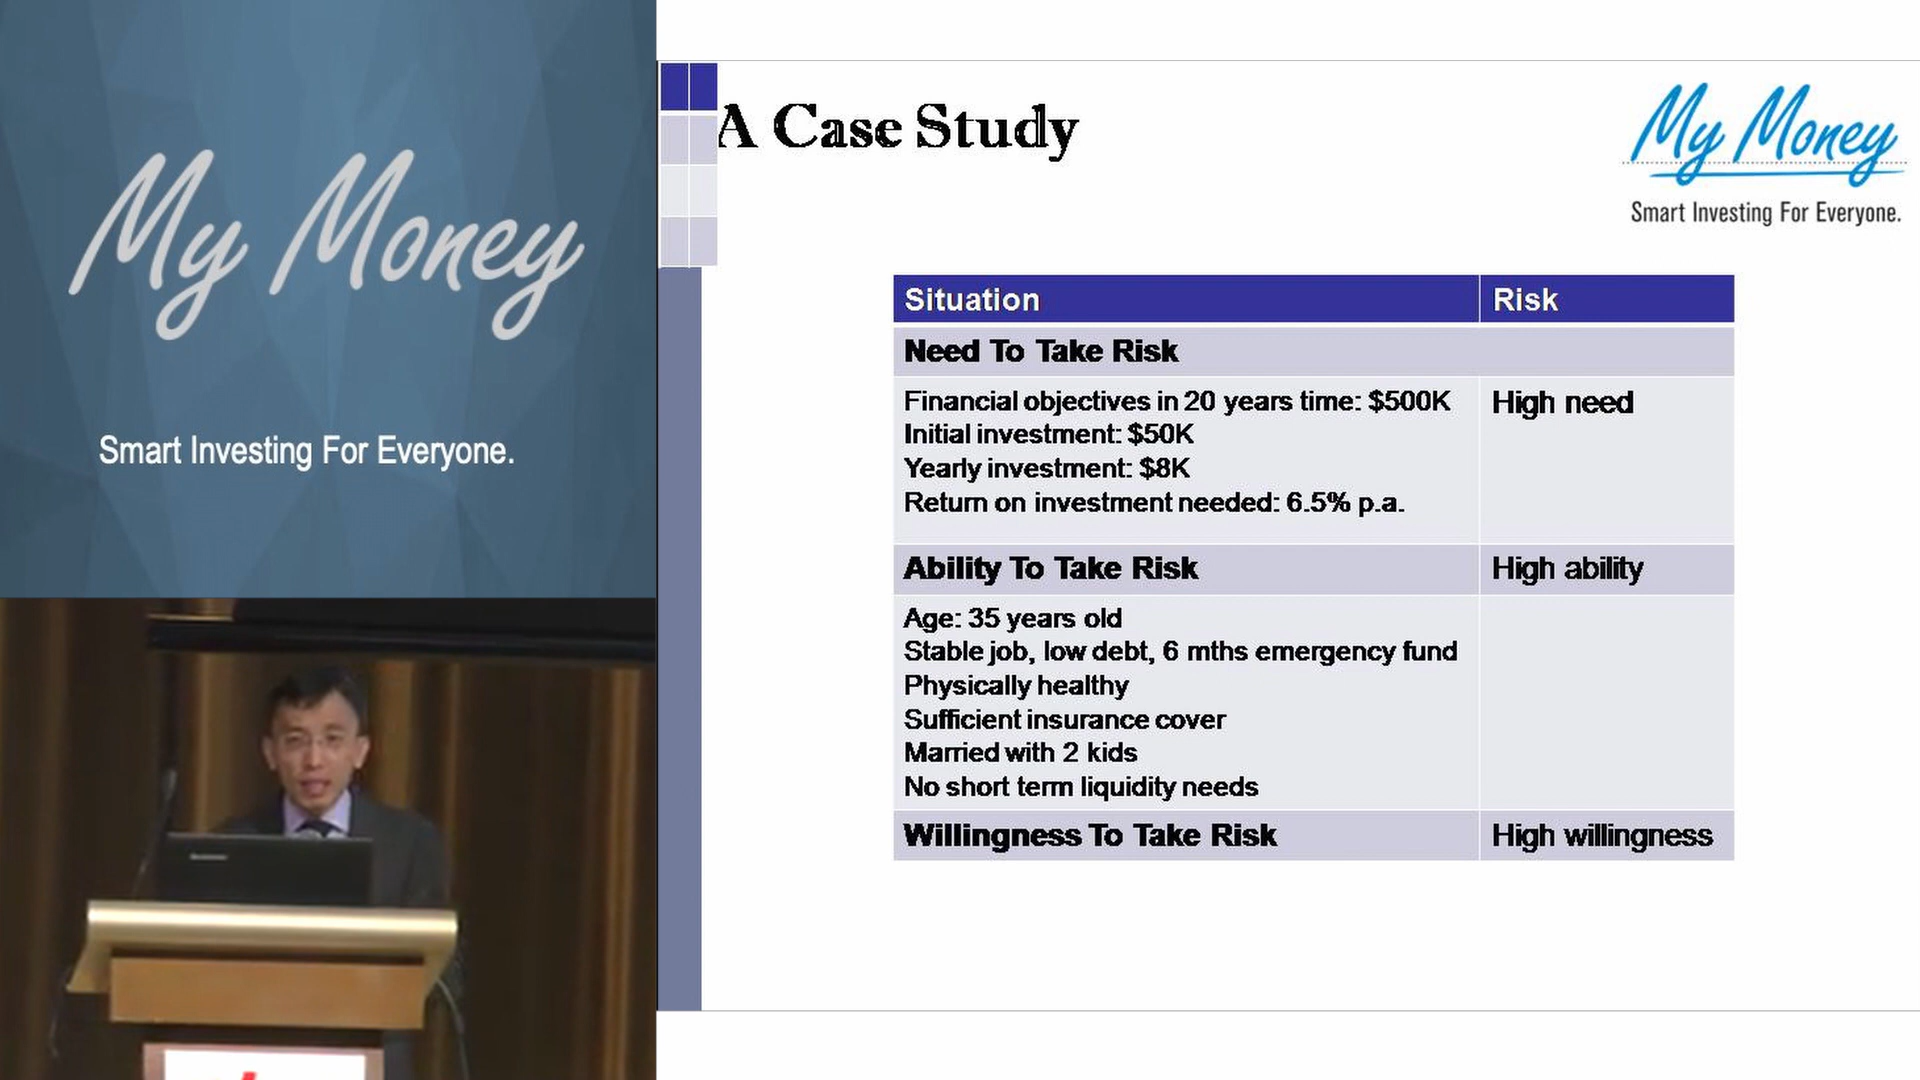 My Money
Smart Investing For Everyone.
A Case Study
My Money
Smart Investing For Everyone.
Situation Risk
Need To Take Risk
Financial objectives in 20 years time: $500K High need
Initial investment: $50K
Yearly investment: $8K
Return on investment needed: 6.5% p.a.
Ability To Take Risk High ability
Age: 35 years old
Stable job, low debt, 6 mths emergency fund
Physically healthy
Sufficient insurance cover
Married with 2 kids
No short term liquidity needs
Willingness To Take Risk High willingness